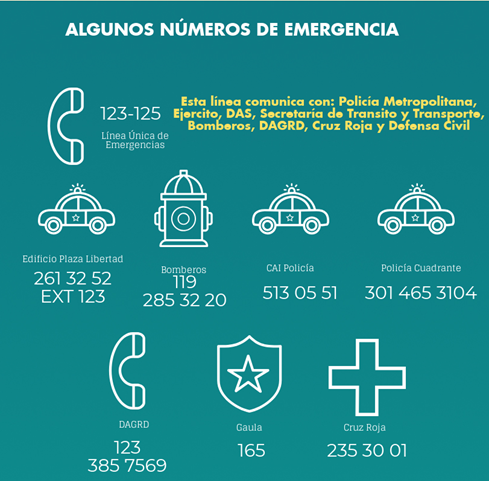 ALGUNOS NÚMEROS DE EMERGENCIA
123-125
Línea Única de
Emergencias
Esta línea comunica con: Policía Metropolitana,
Ejercito, DAS, Secretaría de Transito y Transporte,
Bomberos, DAGRD, Cruz Roja y Defensa Civil
Edificio Plaza Libertad
261 32 52
EXT 123
Bomberos
119
285 32 20
CAI Policía
513 05 51
Policía Cuadrante
301 465 3104
DAGRD
123
385 7569
Gaula
165
Cruz Roja
235 30 01